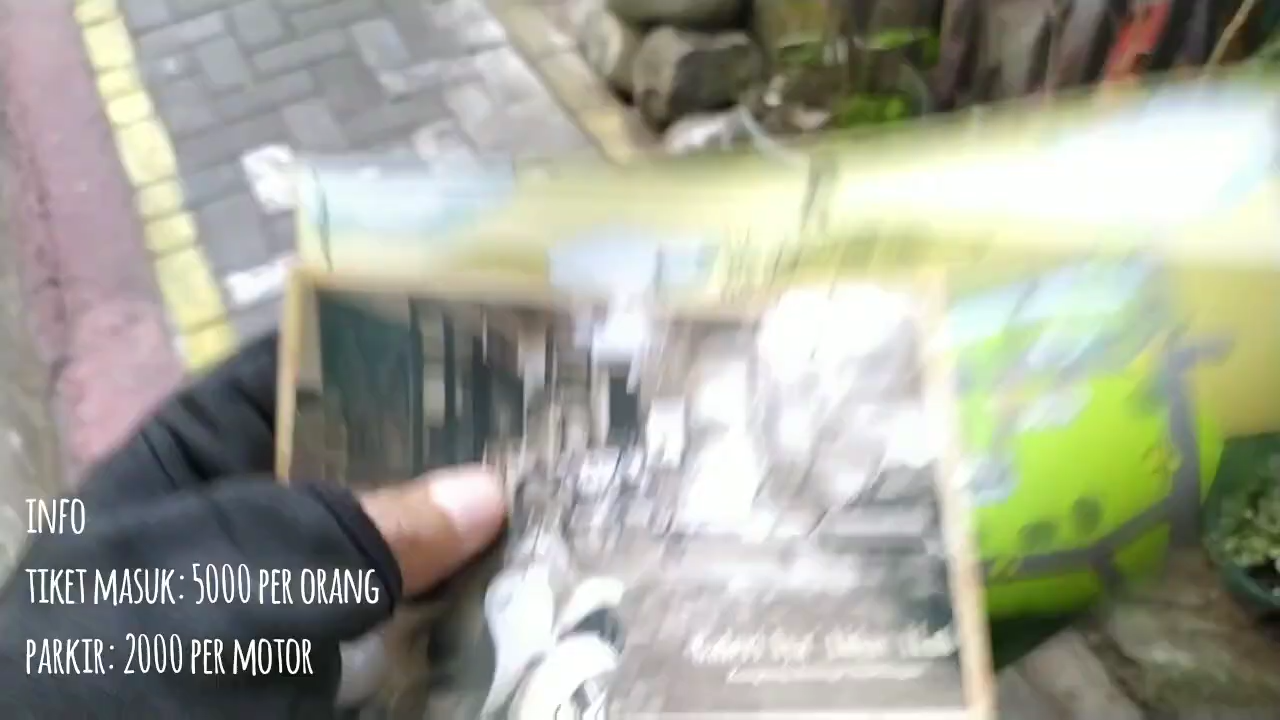 INFO
TIKET MASUK: 5000 PER ORANG
PARKIR: 2000 PER MOTOR